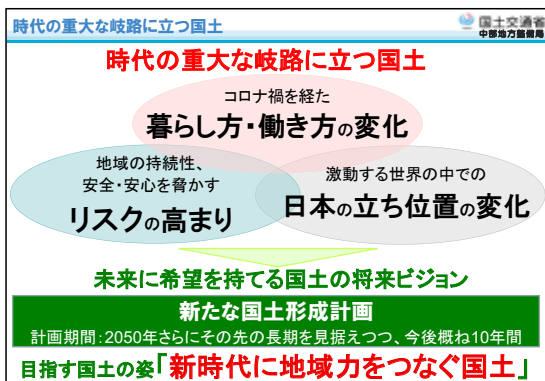 時代の重大な岐路に立つ国土
国土交通省
中部地方整備局
時代の重大な岐路に立つ国土
コロナ禍を経た
暮らし方・働き方の変化
地域の持続性、
安全・安心を脅かす
リスクの高まり
激動する世界の中での
日本の立ち位置の変化
未来に希望を持てる国土の将来ビジョン
新たな国土形成計画
計画期間：2050年さらにその先の長期を見据えつつ、今後概ね10年間
目指す国土の姿「新時代に地域力をつなぐ国土」